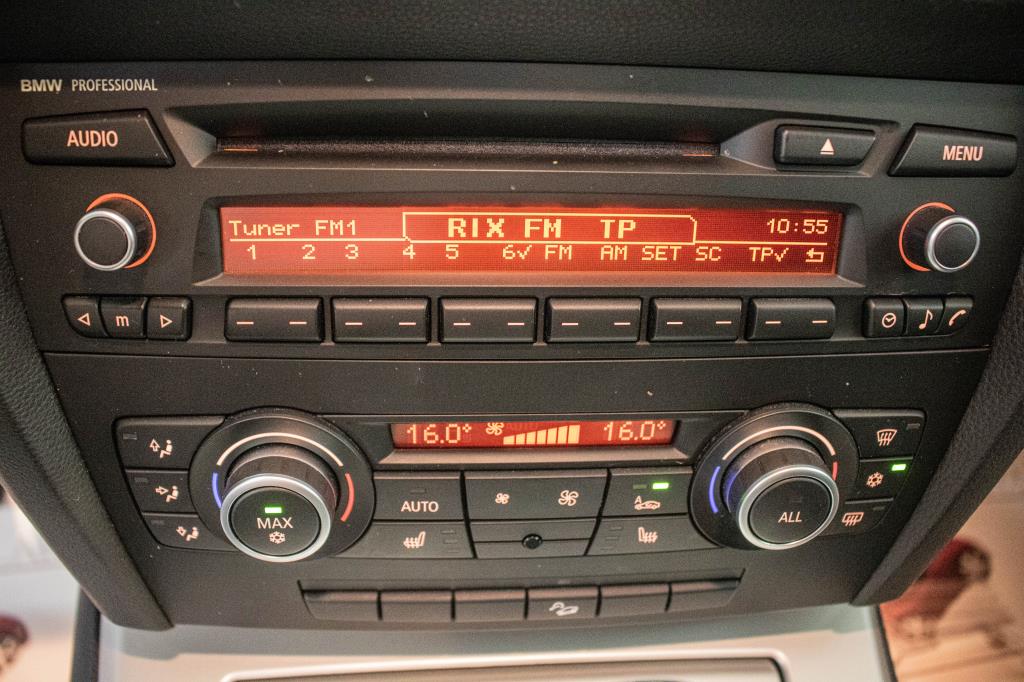 BMW PROFESSIONAL
AUDIO
MENU
Tuner FM1 RIX FM TP 10:55
1 2 3 4 5 6√ FM AM SET SC TP√
m
16.0° 16.0°
AUTO
A
MAX
ALL